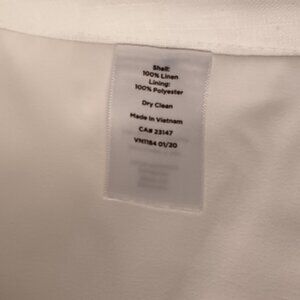 Shell:
100% Linen
Lining:
100% Polyester
Dry Clean
Made in Vietnam
CA# 23147
VN1184 01/20